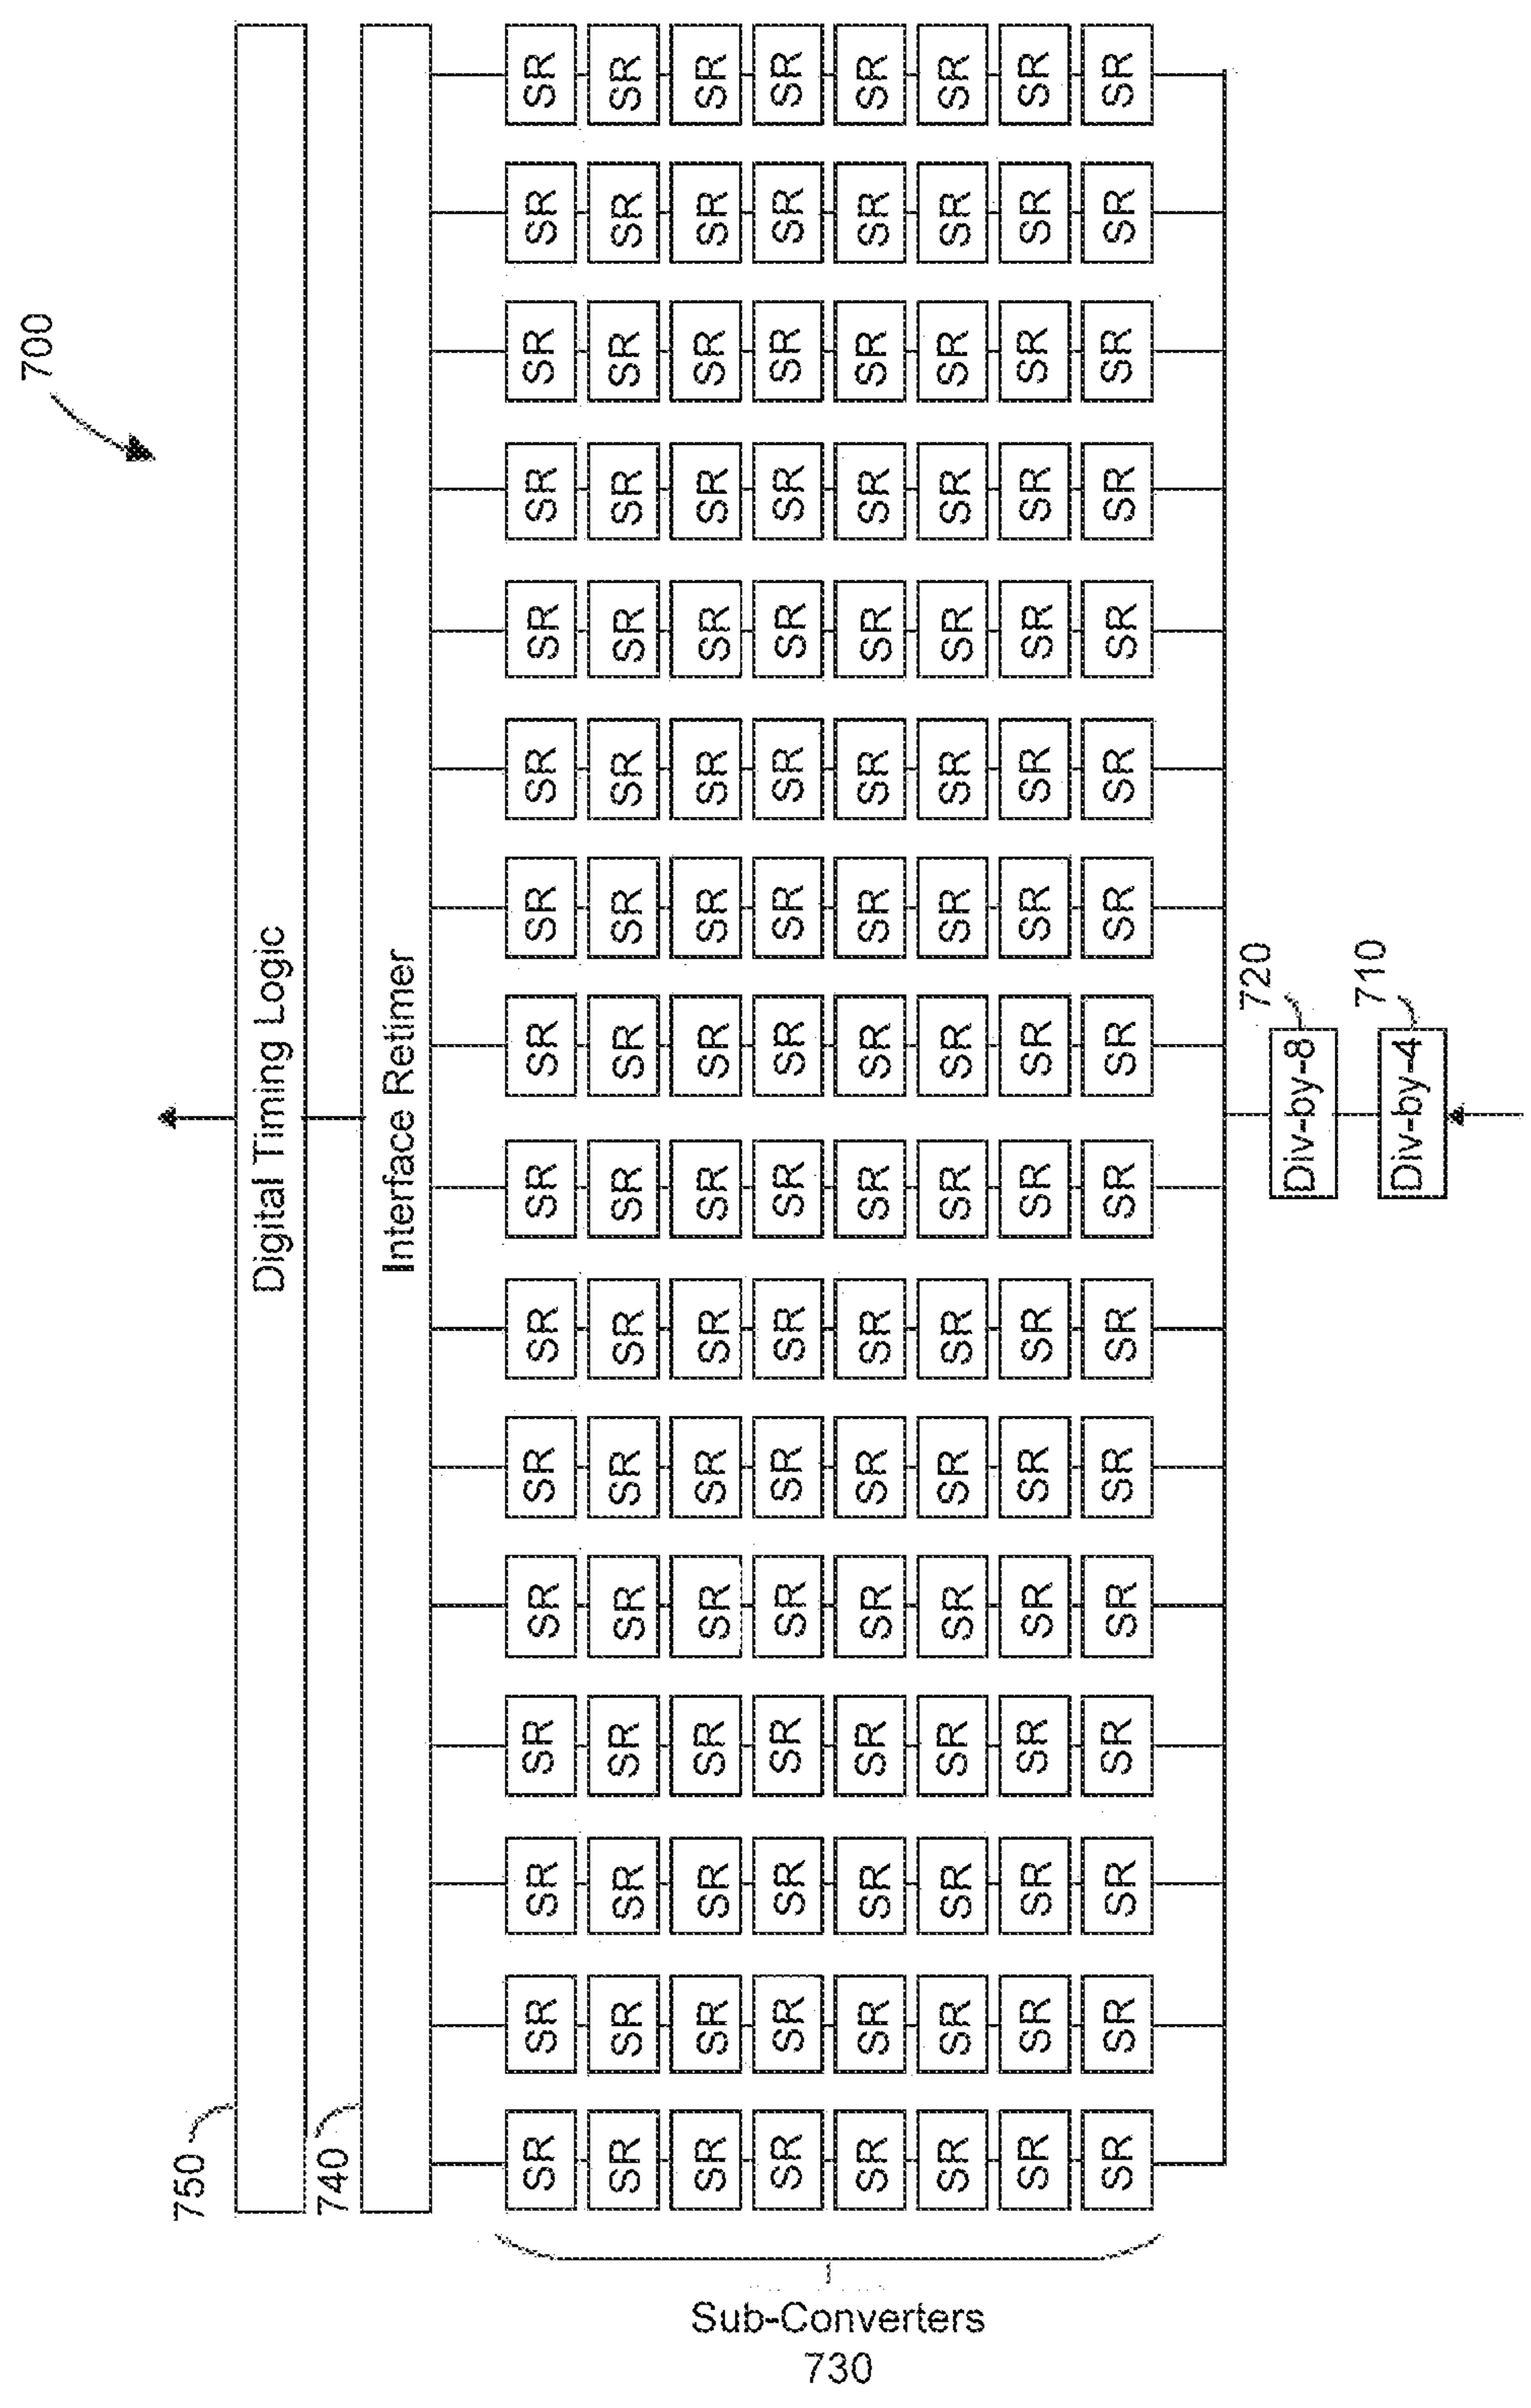 700
750
Digital Timing Logic
740
Interface Retimer
SR SR SR SR SR SR SR SR SR SR SR SR SR SR SR SR
SR SR SR SR SR SR SR SR SR SR SR SR SR SR SR SR
SR SR SR SR SR SR SR SR SR SR SR SR SR SR SR SR
SR SR SR SR SR SR SR SR SR SR SR SR SR SR SR SR
SR SR SR SR SR SR SR SR SR SR SR SR SR SR SR SR
SR SR SR SR SR SR SR SR SR SR SR SR SR SR SR SR
SR SR SR SR SR SR SR SR SR SR SR SR SR SR SR SR
SR SR SR SR SR SR SR SR SR SR SR SR SR SR SR SR
Sub-Converters
730
720
Div-by-8
710
Div-by-4